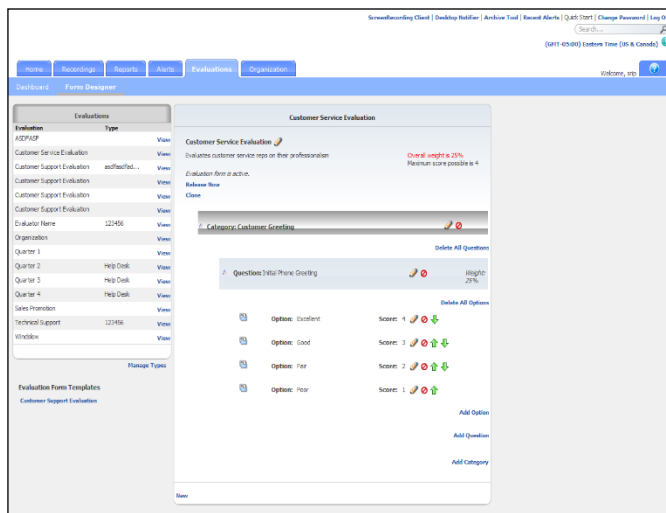 ScreenRecording Client | Desktop Notifier | Archive Tool | Recent Alerts | Quick Start | Change Password | Log O
(Search...
(GMT-05:00) Eastern Time (US & Canada)
Home Recordings Reports Alerts Evaluations Organization
Welcome, srip
Dashboard Form Designer
Evaluations
Evaluation Type
ASDFASF View
Customer Service Evaluation View
Customer Support Evaluation asdfasdfad... View
Customer Support Evaluation View
Customer Support Evaluation View
Customer Support Evaluation View
Evaluator Name 123456 View
Organization View
Quarter 1 View
Quarter 2 Help Desk View
Quarter 3 Help Desk View
Quarter 4 Help Desk View
Sales Promotion View
Technical Support 123456 View
Windslow View
Manage Types
Evaluation Form Templates
Customer Support Evaluation
Customer Service Evaluation
Customer Service Evaluation
Evaluates customer service reps on their professionalism
Overall weight is 25%
Maximum score possible is 4
Evaluation form is active.
Release Now
Clone
Category: Customer Greeting
Delete All Questions
Question: Initial Phone Greeting Weight: 25%
Delete All Options
Option: Excellent Score: 4
Option: Good Score: 3
Option: Fair Score: 2
Option: Poor Score: 1
Add Option
Add Question
Add Category
New